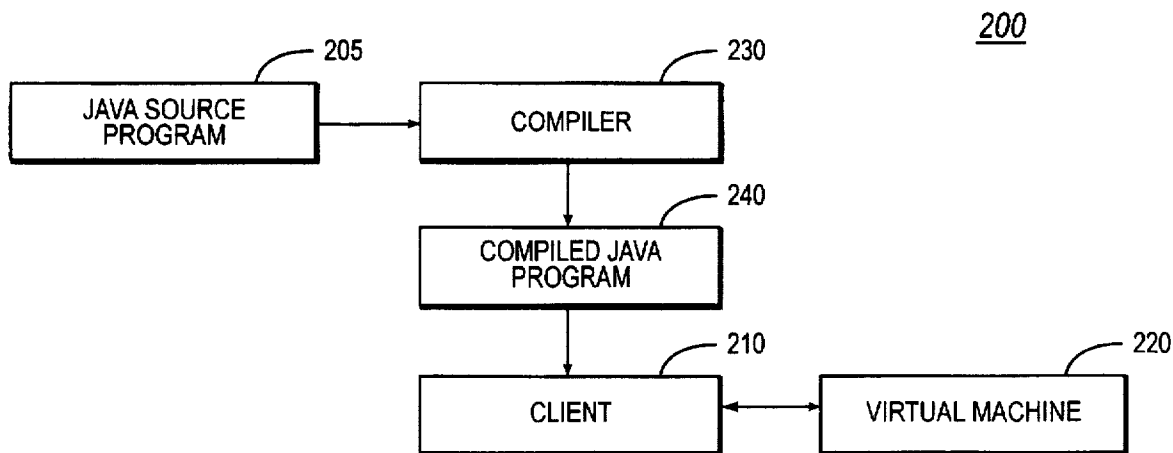 200
205
230
JAVA SOURCE
PROGRAM
COMPILER
240
COMPILED JAVA
PROGRAM
210
220
CLIENT
VIRTUAL MACHINE